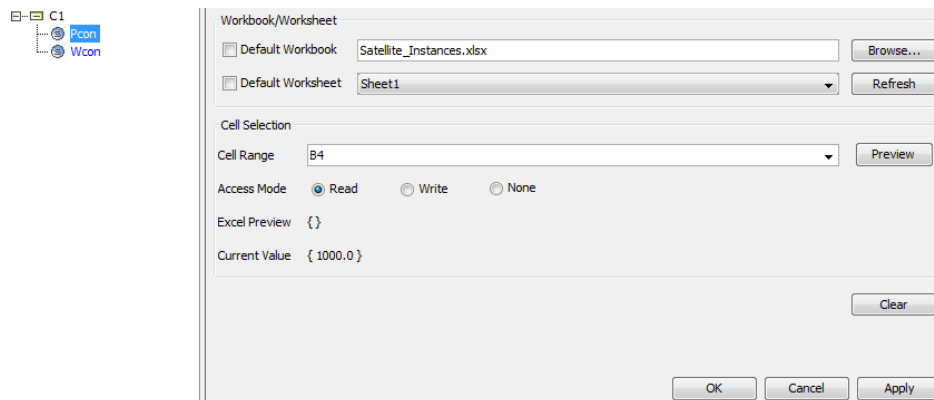 C1
Pcon
Wcon
Workbook/Worksheet
Default Workbook Satellite_Instances.xlsx Browse...
Default Worksheet Sheet1 Refresh
Cell Selection
Cell Range B4 Preview
Access Mode Read Write None
Excel Preview {}
Current Value { 1000.0 }
Clear
OK Cancel Apply